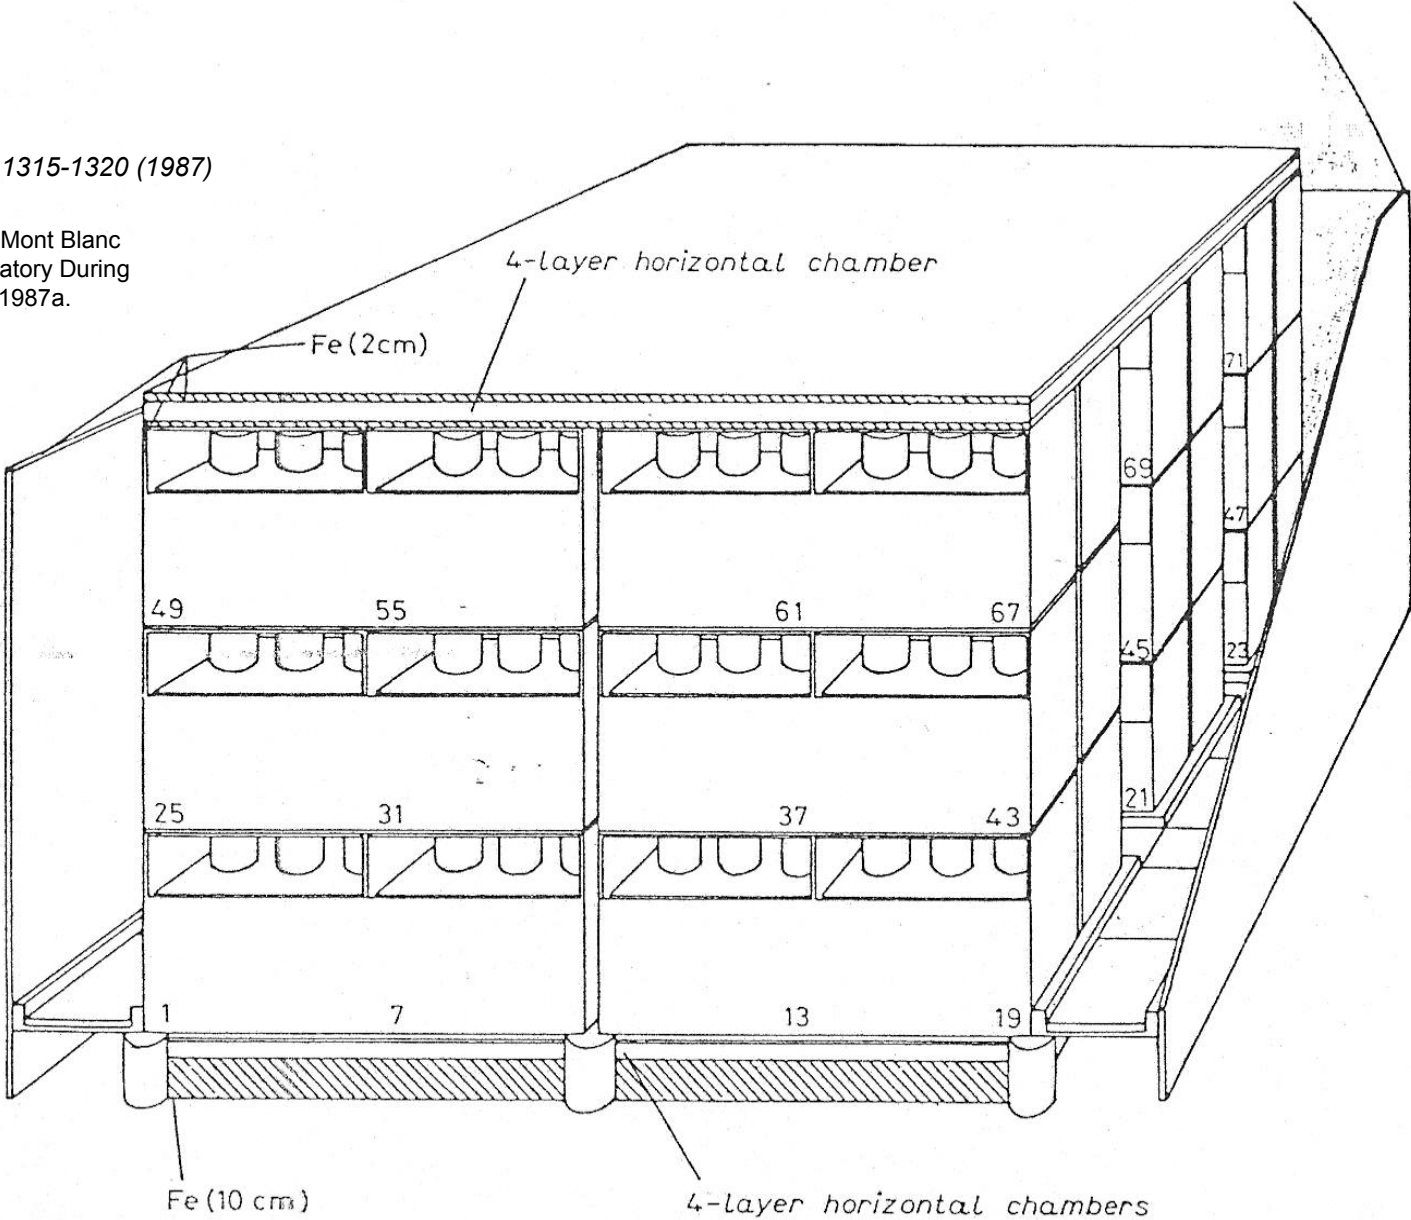 1315-1320 (1987)
Mont Blanc
atory During
1987a.
4-layer horizontal chamber
Fe (2cm)
71
69
47
49 55 61 67
45
23
25 31 37 43
21
1 7 13 19
Fe (10 cm)
4-layer horizontal chambers